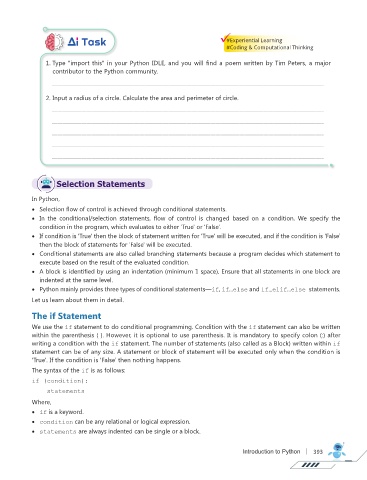 Ai Task
#Experiential Learning
#Coding & Computational Thinking
1. Type "import this" in your Python IDLE, and you will find a poem written by Tim Peters, a major
contributor to the Python community.
2. Input a radius of a circle. Calculate the area and perimeter of circle.
Selection Statements
In Python,
• Selection flow of control is achieved through conditional statements.
• In the conditional/selection statements, flow of control is changed based on a condition. We specify the
condition in the program, which evaluates to either 'True' or 'False'.
• If condition is 'True' then the block of statement written for 'True' will be executed, and if the condition is 'False'
then the block of statements for 'False' will be executed.
• Conditional statements are also called branching statements because a program decides which statement to
execute based on the result of the evaluated condition.
• A block is identified by using an indentation (minimum 1 space). Ensure that all statements in one block are
indented at the same level.
• Python mainly provides three types of conditional statements—if, if…else and if…elif…else statements.
Let us learn about them in detail.
The if Statement
We use the if statement to do conditional programming. Condition with the if statement can also be written
within the parenthesis ( ). However, it is optional to use parenthesis. It is mandatory to specify colon (:) after
writing a condition with the if statement. The number of statements (also called as a Block) written within if
statement can be of any size. A statement or block of statement will be executed only when the condition is
'True'. If the condition is 'False' then nothing happens.
The syntax of the if is as follows:
if (condition):
statements
Where,
• if is a keyword.
• condition can be any relational or logical expression.
• statements are always indented can be single or a block.
Introduction to Python | 393